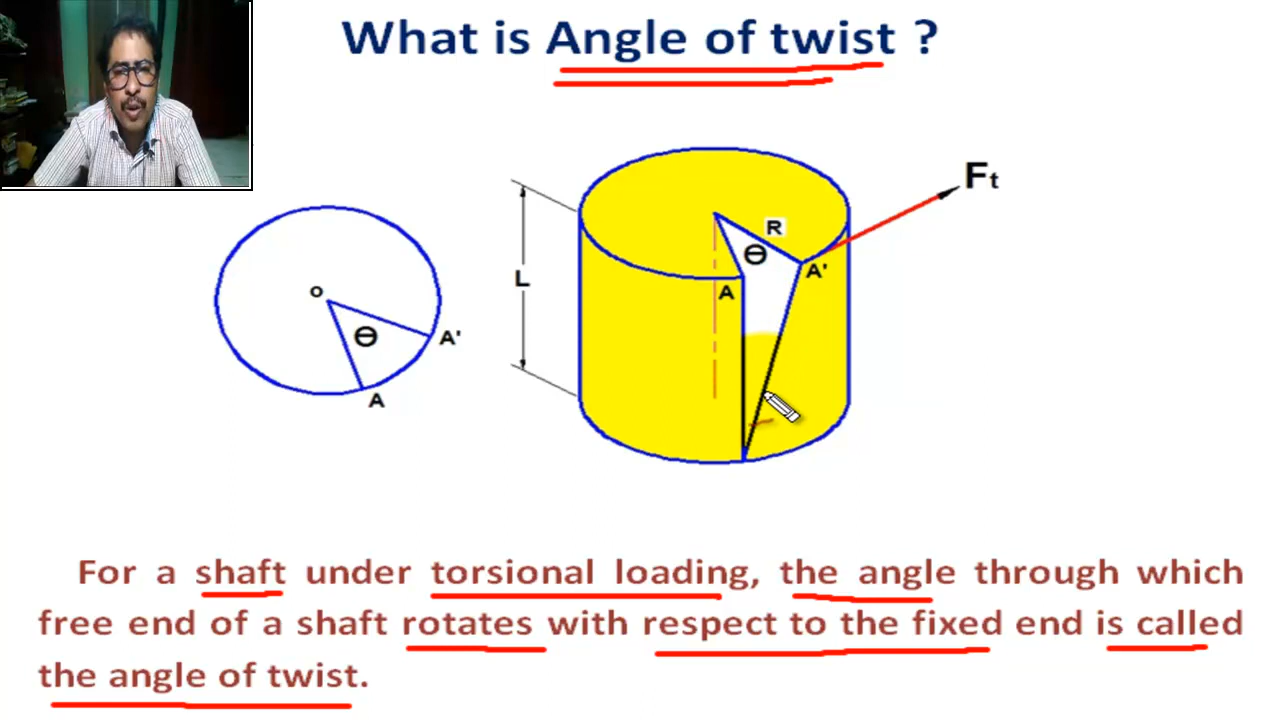 What is Angle of twist ?
Ft
R
Θ
A'
A
L
O
Θ
A'
A
For a shaft under torsional loading, the angle through which
free end of a shaft rotates with respect to the fixed end is called
the angle of twist.